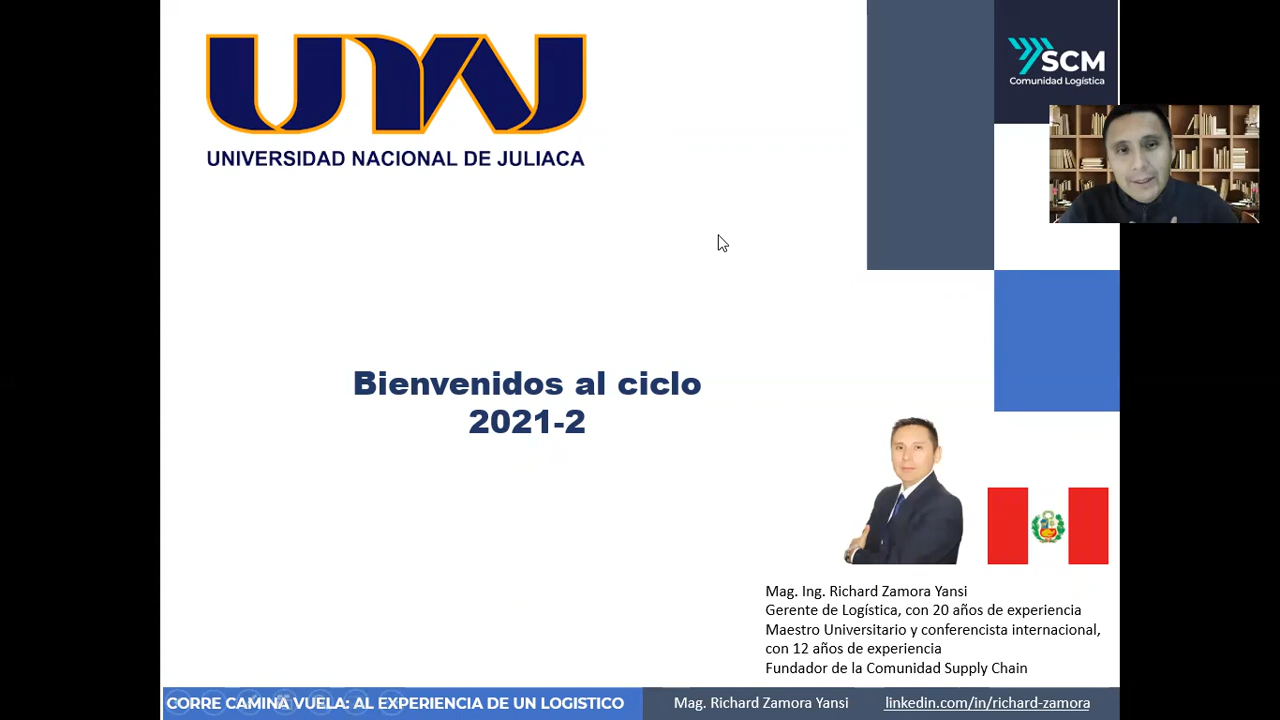 UNAJ
UNIVERSIDAD NACIONAL DE JULIACA
SCM
Comunidad Logística
Bienvenidos al ciclo
2021-2
Mag. Ing. Richard Zamora Yansi
Gerente de Logística, con 20 años de experiencia
Maestro Universitario y conferencista internacional,
con 12 años de experiencia
Fundador de la Comunidad Supply Chain
CORRE CAMINA VUELA: AL EXPERIENCIA DE UN LOGISTICO
Mag. Richard Zamora Yansi
linkedin.com/in/richard-zamora